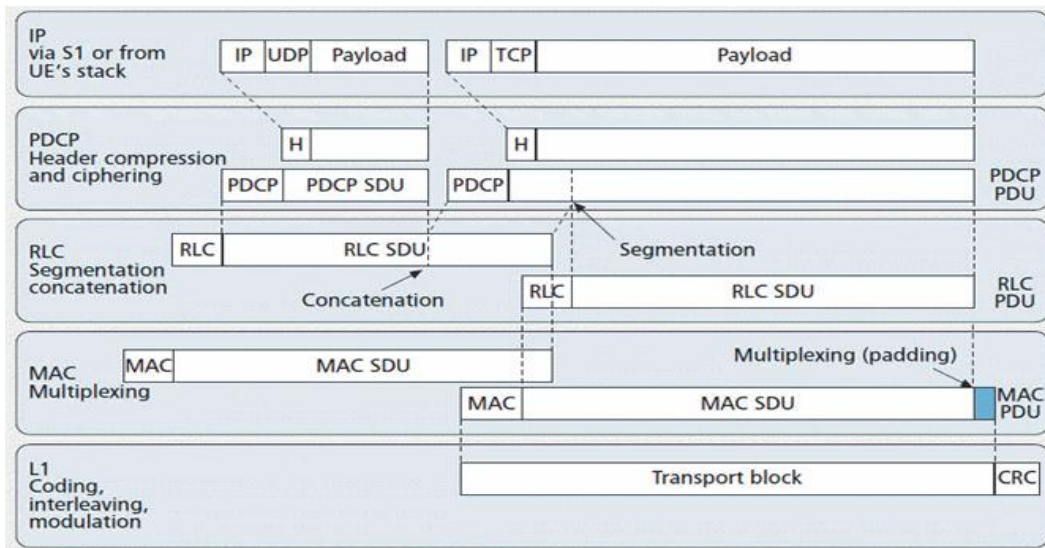 IP
via S1 or from
UE's stack
IP UDP Payload IP TCP Payload
PDCP
Header compression
and ciphering
H H
PDCP PDCP SDU PDCP
PDCP
PDU
RLC
Segmentation
concatenation
RLC RLC SDU
Segmentation
Concatenation
RLC RLC SDU
RLC
PDU
MAC
Multiplexing
MAC MAC SDU
Multiplexing (padding)
MAC MAC SDU
MAC
PDU
L1
Coding,
interleaving,
modulation
Transport block CRC